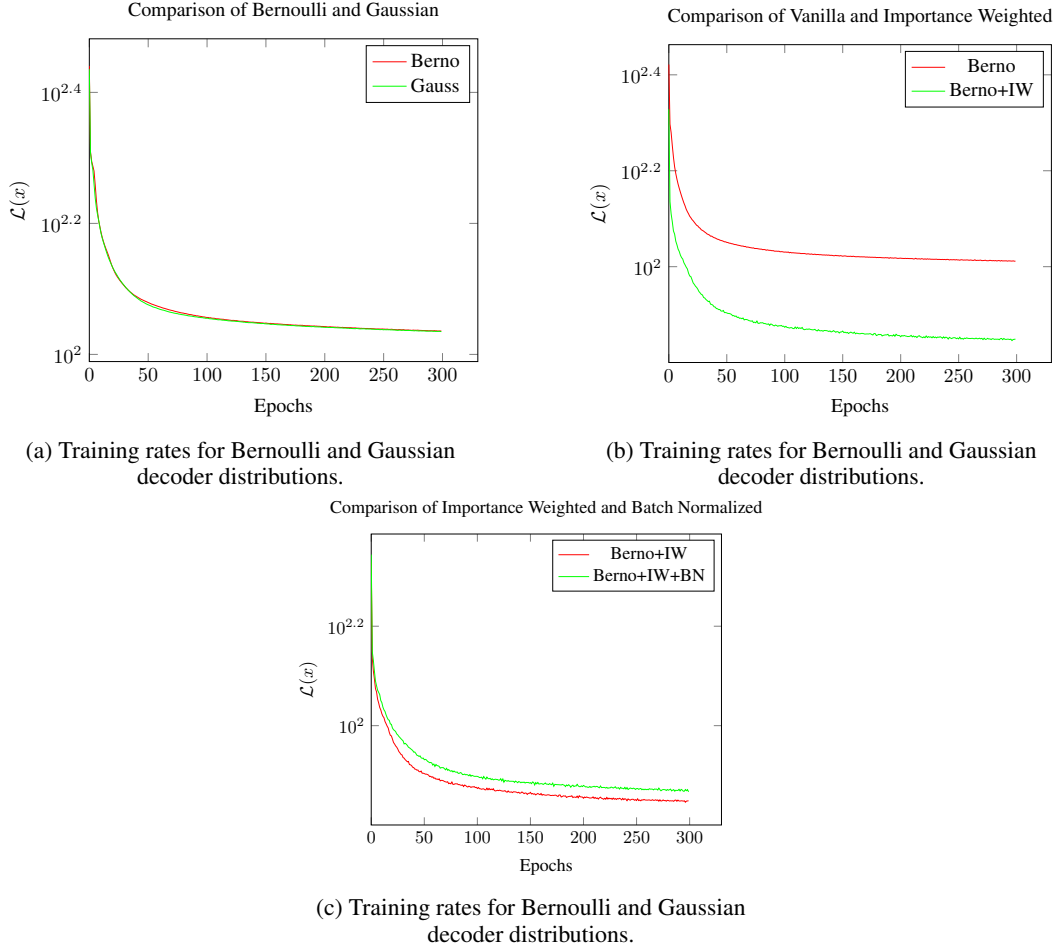 Comparison of Bernoulli and Gaussian
Berno
Gauss
10^2.4
10^2.2
10^2
0 50 100 150 200 250 300
Epochs
L(x)
(a) Training rates for Bernoulli and Gaussian
decoder distributions.
Comparison of Vanilla and Importance Weighted
Berno
Berno+IW
10^2.4
10^2.2
10^2
0 50 100 150 200 250 300
Epochs
L(x)
(b) Training rates for Bernoulli and Gaussian
decoder distributions.
Comparison of Importance Weighted and Batch Normalized
Berno+IW
Berno+IW+BN
10^2.2
10^2
0 50 100 150 200 250 300
Epochs
L(x)
(c) Training rates for Bernoulli and Gaussian
decoder distributions.